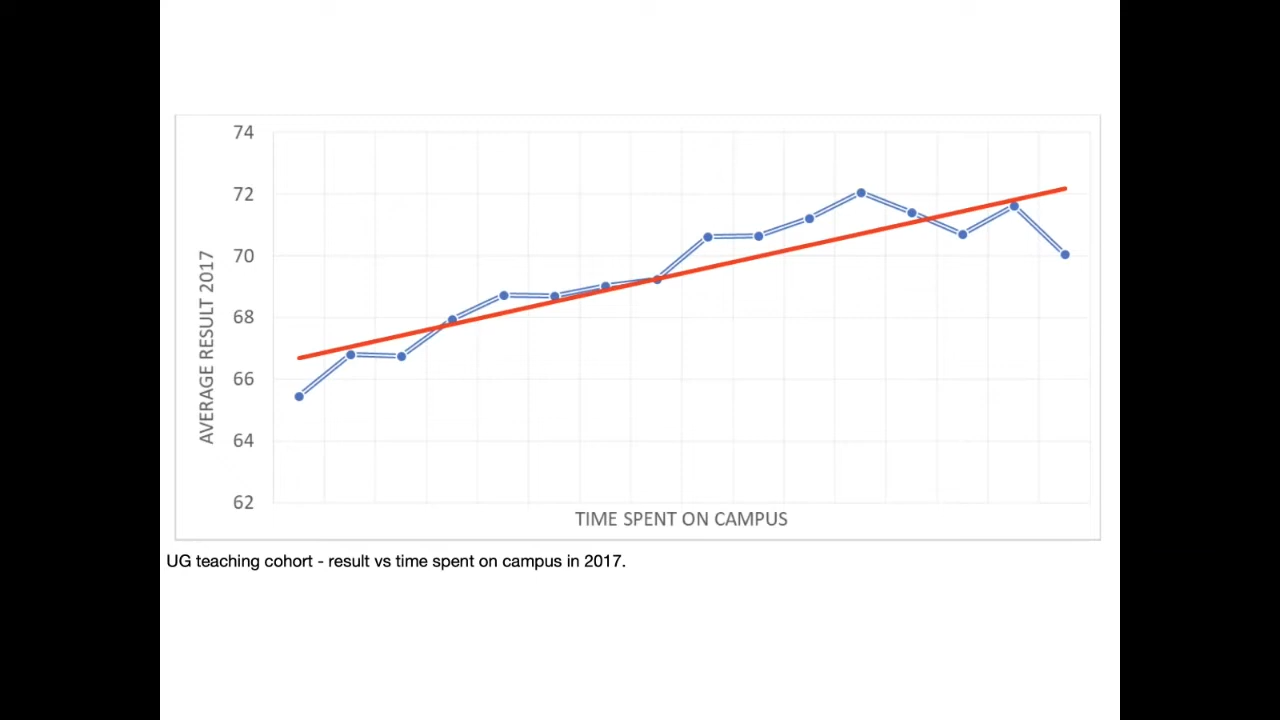 74
72
70
68
66
64
62
AVERAGE RESULT 2017
TIME SPENT ON CAMPUS
UG teaching cohort - result vs time spent on campus in 2017.